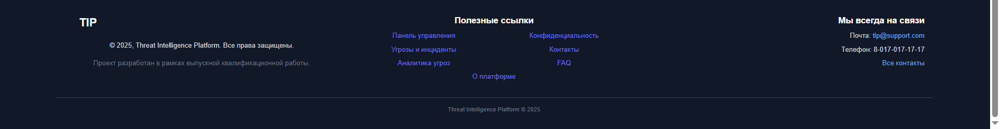 TIP
© 2025, Threat Intelligence Platform. Все права защищены.
Проект разработан в рамках выпускной квалификационной работы.
Полезные ссылки
Панель управления
Конфиденциальность
Угрозы и инциденты
Контакты
Аналитика угроз
FAQ
О платформе
Мы всегда на связи
Почта: tip@support.com
Телефон: 8-017-017-17-17
Все контакты
Threat Intelligence Platform © 2025